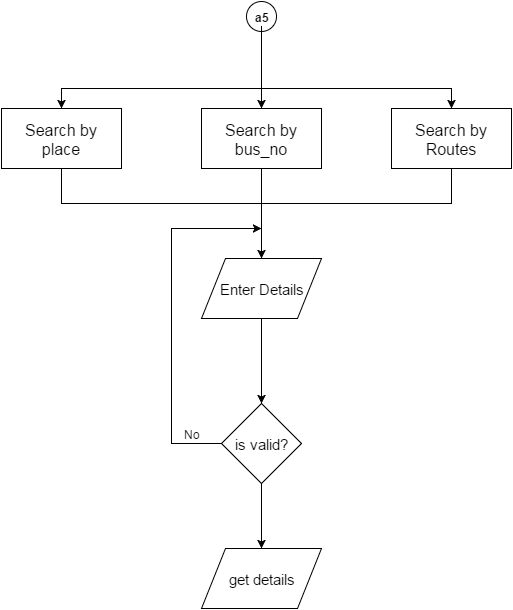 a5
Search by
place
Search by
bus_no
Search by
Routes
Enter Details
No
is valid?
get details